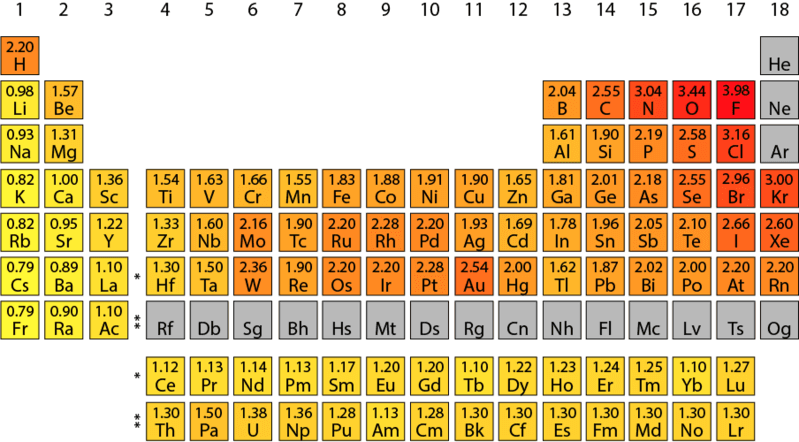 1 2 3 4 5 6 7 8 9 10 11 12 13 14 15 16 17 18
2.20
H He
0.98 1.57 2.04 2.55 3.04 3.44 3.98
Li Be B C N O F Ne
0.93 1.31 1.61 1.90 2.19 2.58 3.16
Na Mg Al Si P S Cl Ar
0.82 1.00 1.36 1.54 1.63 1.66 1.55 1.83 1.88 1.91 1.90 1.65 1.81 2.01 2.18 2.55 2.96 3.00
K Ca Sc Ti V Cr Mn Fe Co Ni Cu Zn Ga Ge As Se Br Kr
0.82 0.95 1.22 1.33 1.60 2.16 1.90 2.20 2.28 2.20 1.93 1.69 1.78 1.96 2.05 2.10 2.66 2.60
Rb Sr Y Zr Nb Mo Tc Ru Rh Pd Ag Cd In Sn Sb Te I Xe
0.79 0.89 1.10 1.30 1.50 2.36 1.90 2.20 2.20 2.28 2.54 2.00 1.62 1.87 2.02 2.00 2.20 2.20
Cs Ba La * Hf Ta W Re Os Ir Pt Au Hg Tl Pb Bi Po At Rn
0.79 0.90 1.10
Fr Ra Ac ** Rf Db Sg Bh Hs Mt Ds Rg Cn Nh Fl Mc Lv Ts Og
1.12 1.13 1.14 1.13 1.17 1.20 1.20 1.10 1.22 1.23 1.24 1.25 1.10 1.27
* Ce Pr Nd Pm Sm Eu Gd Tb Dy Ho Er Tm Yb Lu
1.30 1.50 1.38 1.36 1.28 1.13 1.28 1.30 1.30 1.30 1.30 1.30 1.30 1.30
** Th Pa U Np Pu Am Cm Bk Cf Es Fm Md No Lr